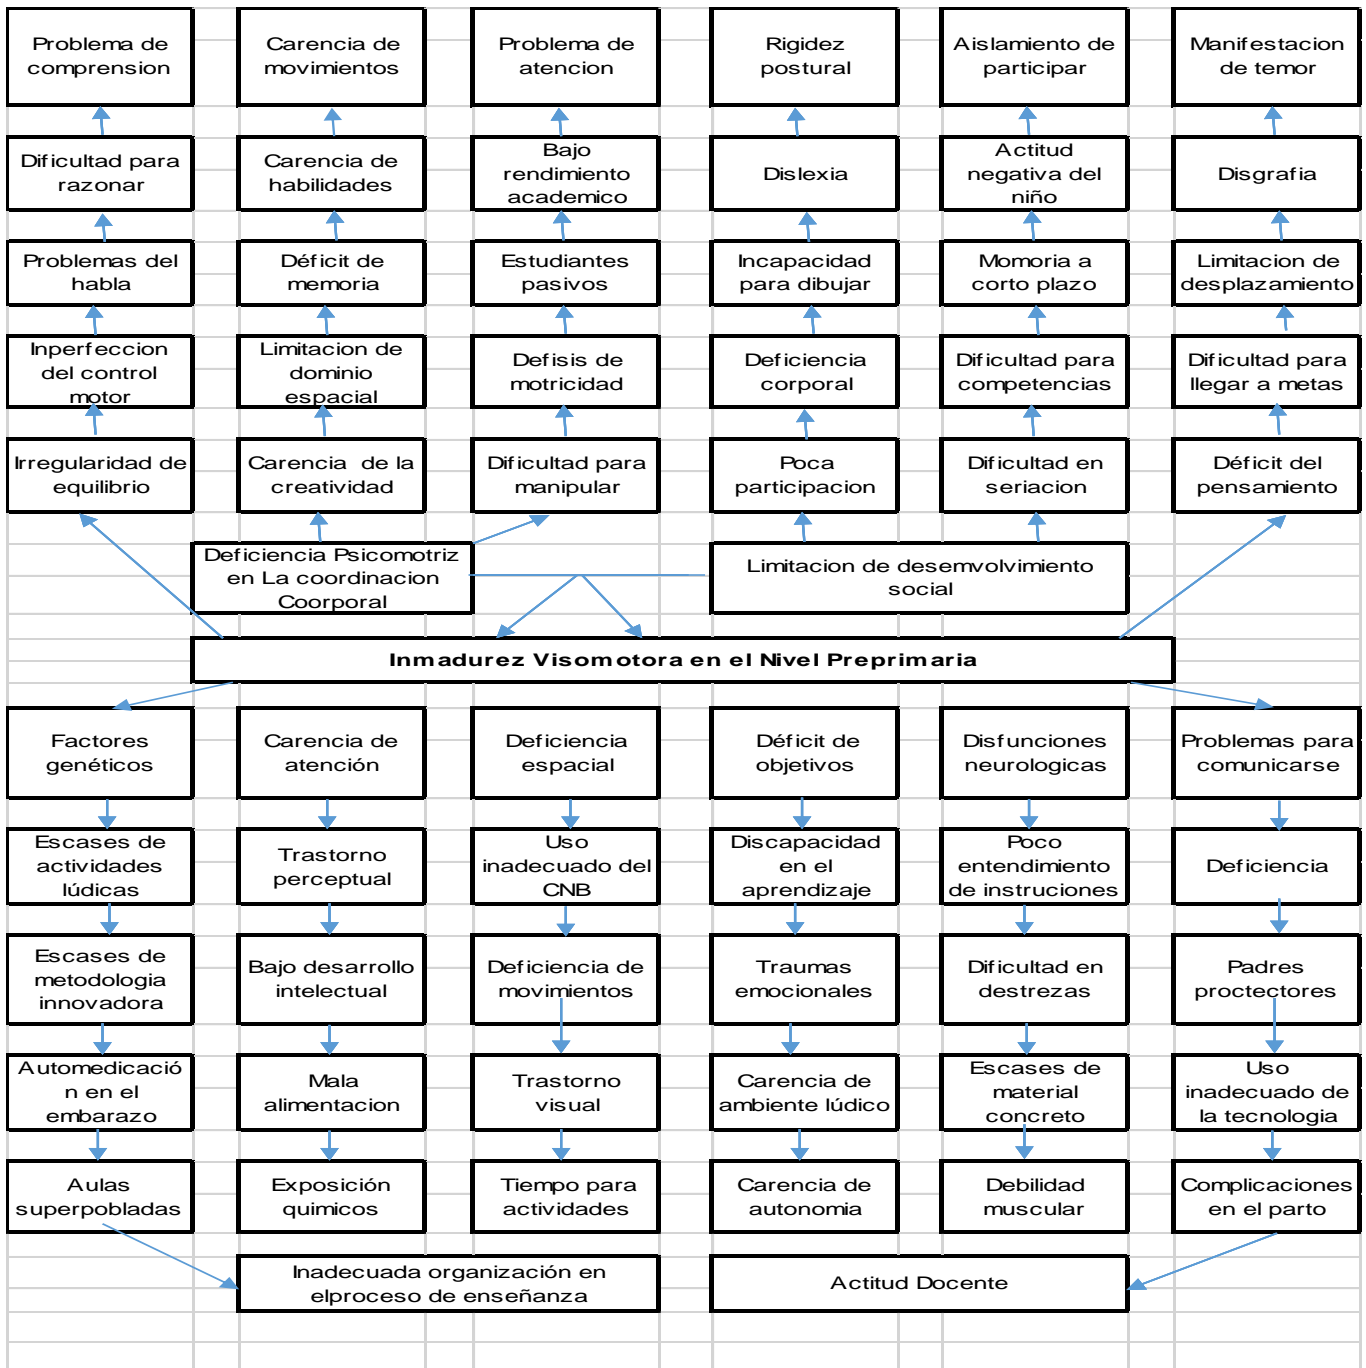 Problema de
comprension
Carencia de
movimientos
Problema de
atencion
Rigidez
postural
Aislamiento de
participar
Manifestacion
de temor
Dificultad para
razonar
Carencia de
habilidades
Bajo
rendimiento
academico
Dislexia
Actitud
negativa del
niño
Disgrafia
Problemas del
habla
Déficit de
memoria
Estudiantes
pasivos
Incapacidad
para dibujar
Momoria a
corto plazo
Limitacion de
desplazamiento
Inperfeccion
del control
motor
Limitacion de
dominio
espacial
Defisis de
motricidad
Deficiencia
corporal
Dificultad para
competencias
Dificultad para
llegar a metas
Irregularidad de
equilibrio
Carencia de la
creatividad
Dificultad para
manipular
Poca
participacion
Dificultad en
seriacion
Déficit del
pensamiento
Deficiencia Psicomotriz
en La coordinacion
Coorporal
Limitacion de desemvolvimiento
social
Inmadurez Visomotora en el Nivel Preprimaria
Factores
genéticos
Carencia de
atención
Deficiencia
espacial
Déficit de
objetivos
Disfunciones
neurologicas
Problemas para
comunicarse
Escases de
actividades
lúdicas
Trastorno
perceptual
Uso
inadecuado del
CNB
Discapacidad
en el
aprendizaje
Poco
entendimiento
de instruciones
Deficiencia
Escases de
metodologia
innovadora
Bajo desarrollo
intelectual
Deficiencia de
movimientos
Traumas
emocionales
Dificultad en
destrezas
Padres
proctectores
Automedicació
n en el
embarazo
Mala
alimentacion
Trastorno
visual
Carencia de
ambiente lúdico
Escases de
material
concreto
Uso
inadecuado de
la tecnologia
Aulas
superpobladas
Exposición
quimicos
Tiempo para
actividades
Carencia de
autonomia
Debilidad
muscular
Complicaciones
en el parto
Inadecuada organización en
elproceso de enseñanza
Actitud Docente